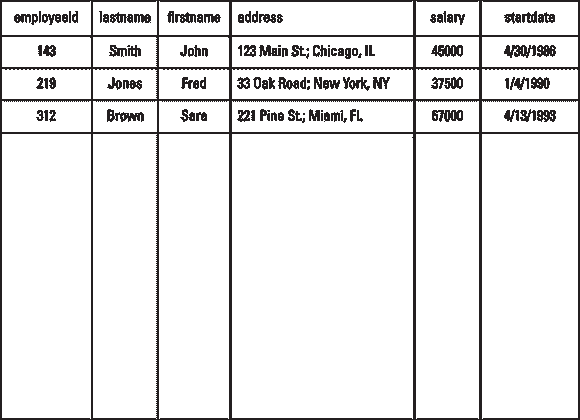 employeeid lastname firstname address salary startdate
143 Smith John 123 Main St.; Chicago, IL 45000 4/30/1986
219 Jones Fred 33 Oak Road; New York, NY 37500 1/4/1990
312 Brown Sara 221 Pine St.; Miami, FL 67000 4/13/1993